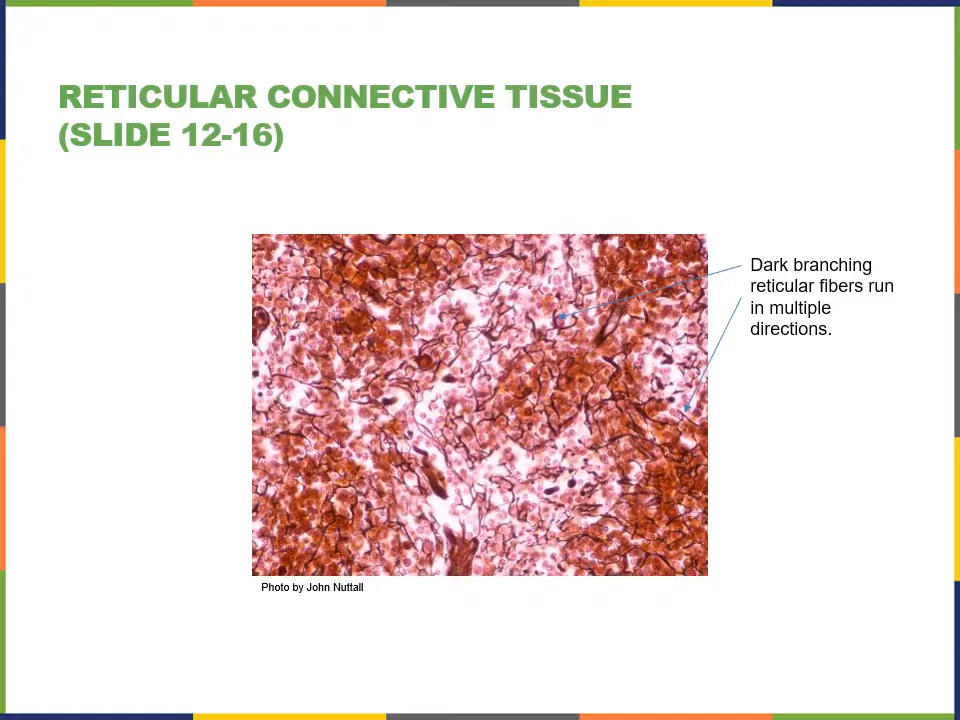 RETICULAR CONNECTIVE TISSUE
(SLIDE 12-16)
Dark branching
reticular fibers run
in multiple
directions.
Photo by John Nuttall